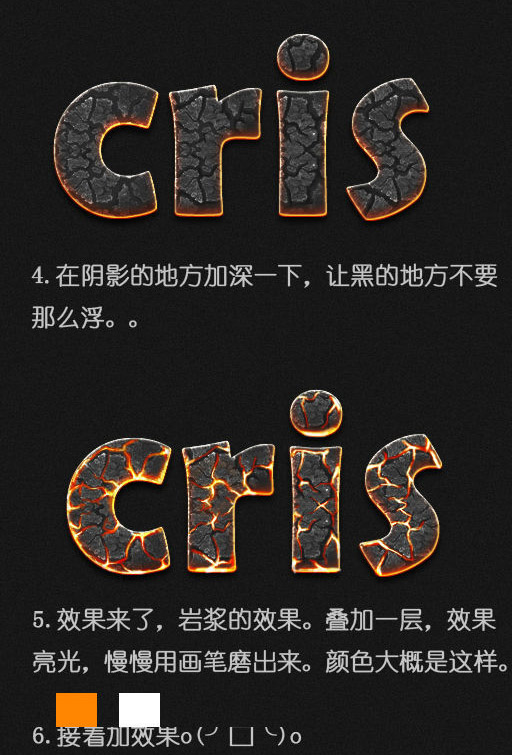 cris
4.在阴影的地方加深一下，让黑的地方不要
那么浮。。
cris
5.效果来了，岩浆的效果。叠加一层，效果
亮光，慢慢用画笔磨出来。颜色大概是这样。
6.接着加效果o(╯□╰)o